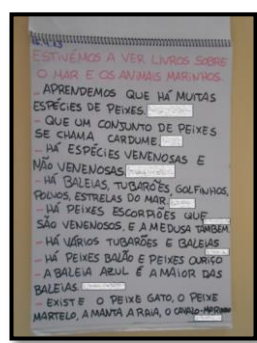 ESTIVÉMOS A VER LIVROS SOBRE
O MAR E OS ANIMAIS MARINHOS.
- APRENDEMOS QUE HÁ MUITAS
ESPÉCIES DE PEIXES.
- QUE UM CONJUNTO DE PEIXES
SE CHAMA CARDUME.
- HÁ ESPÉCIES VENENOSAS E
NÃO VENENOSAS.
- HÁ BALEIAS, TUBARÕES, GOLFINHOS,
POLVOS, ESTRELAS DO MAR.
- HÁ PEIXES ESCORPIÕES QUE
SÃO VENENOSOS, E A MEDUSA TAMBÉM.
- HÁ VÁRIOS TUBARÕES E BALEIAS
- HÁ PEIXES BALÃO E PEIXES OURIÇO
- A BALEIA AZUL É A MAIOR DAS
BALEIAS.
- EXISTE O PEIXE GATO, O PEIXE
MARTELO, A MANTA A RAIA, O CAVALO-MARINHO